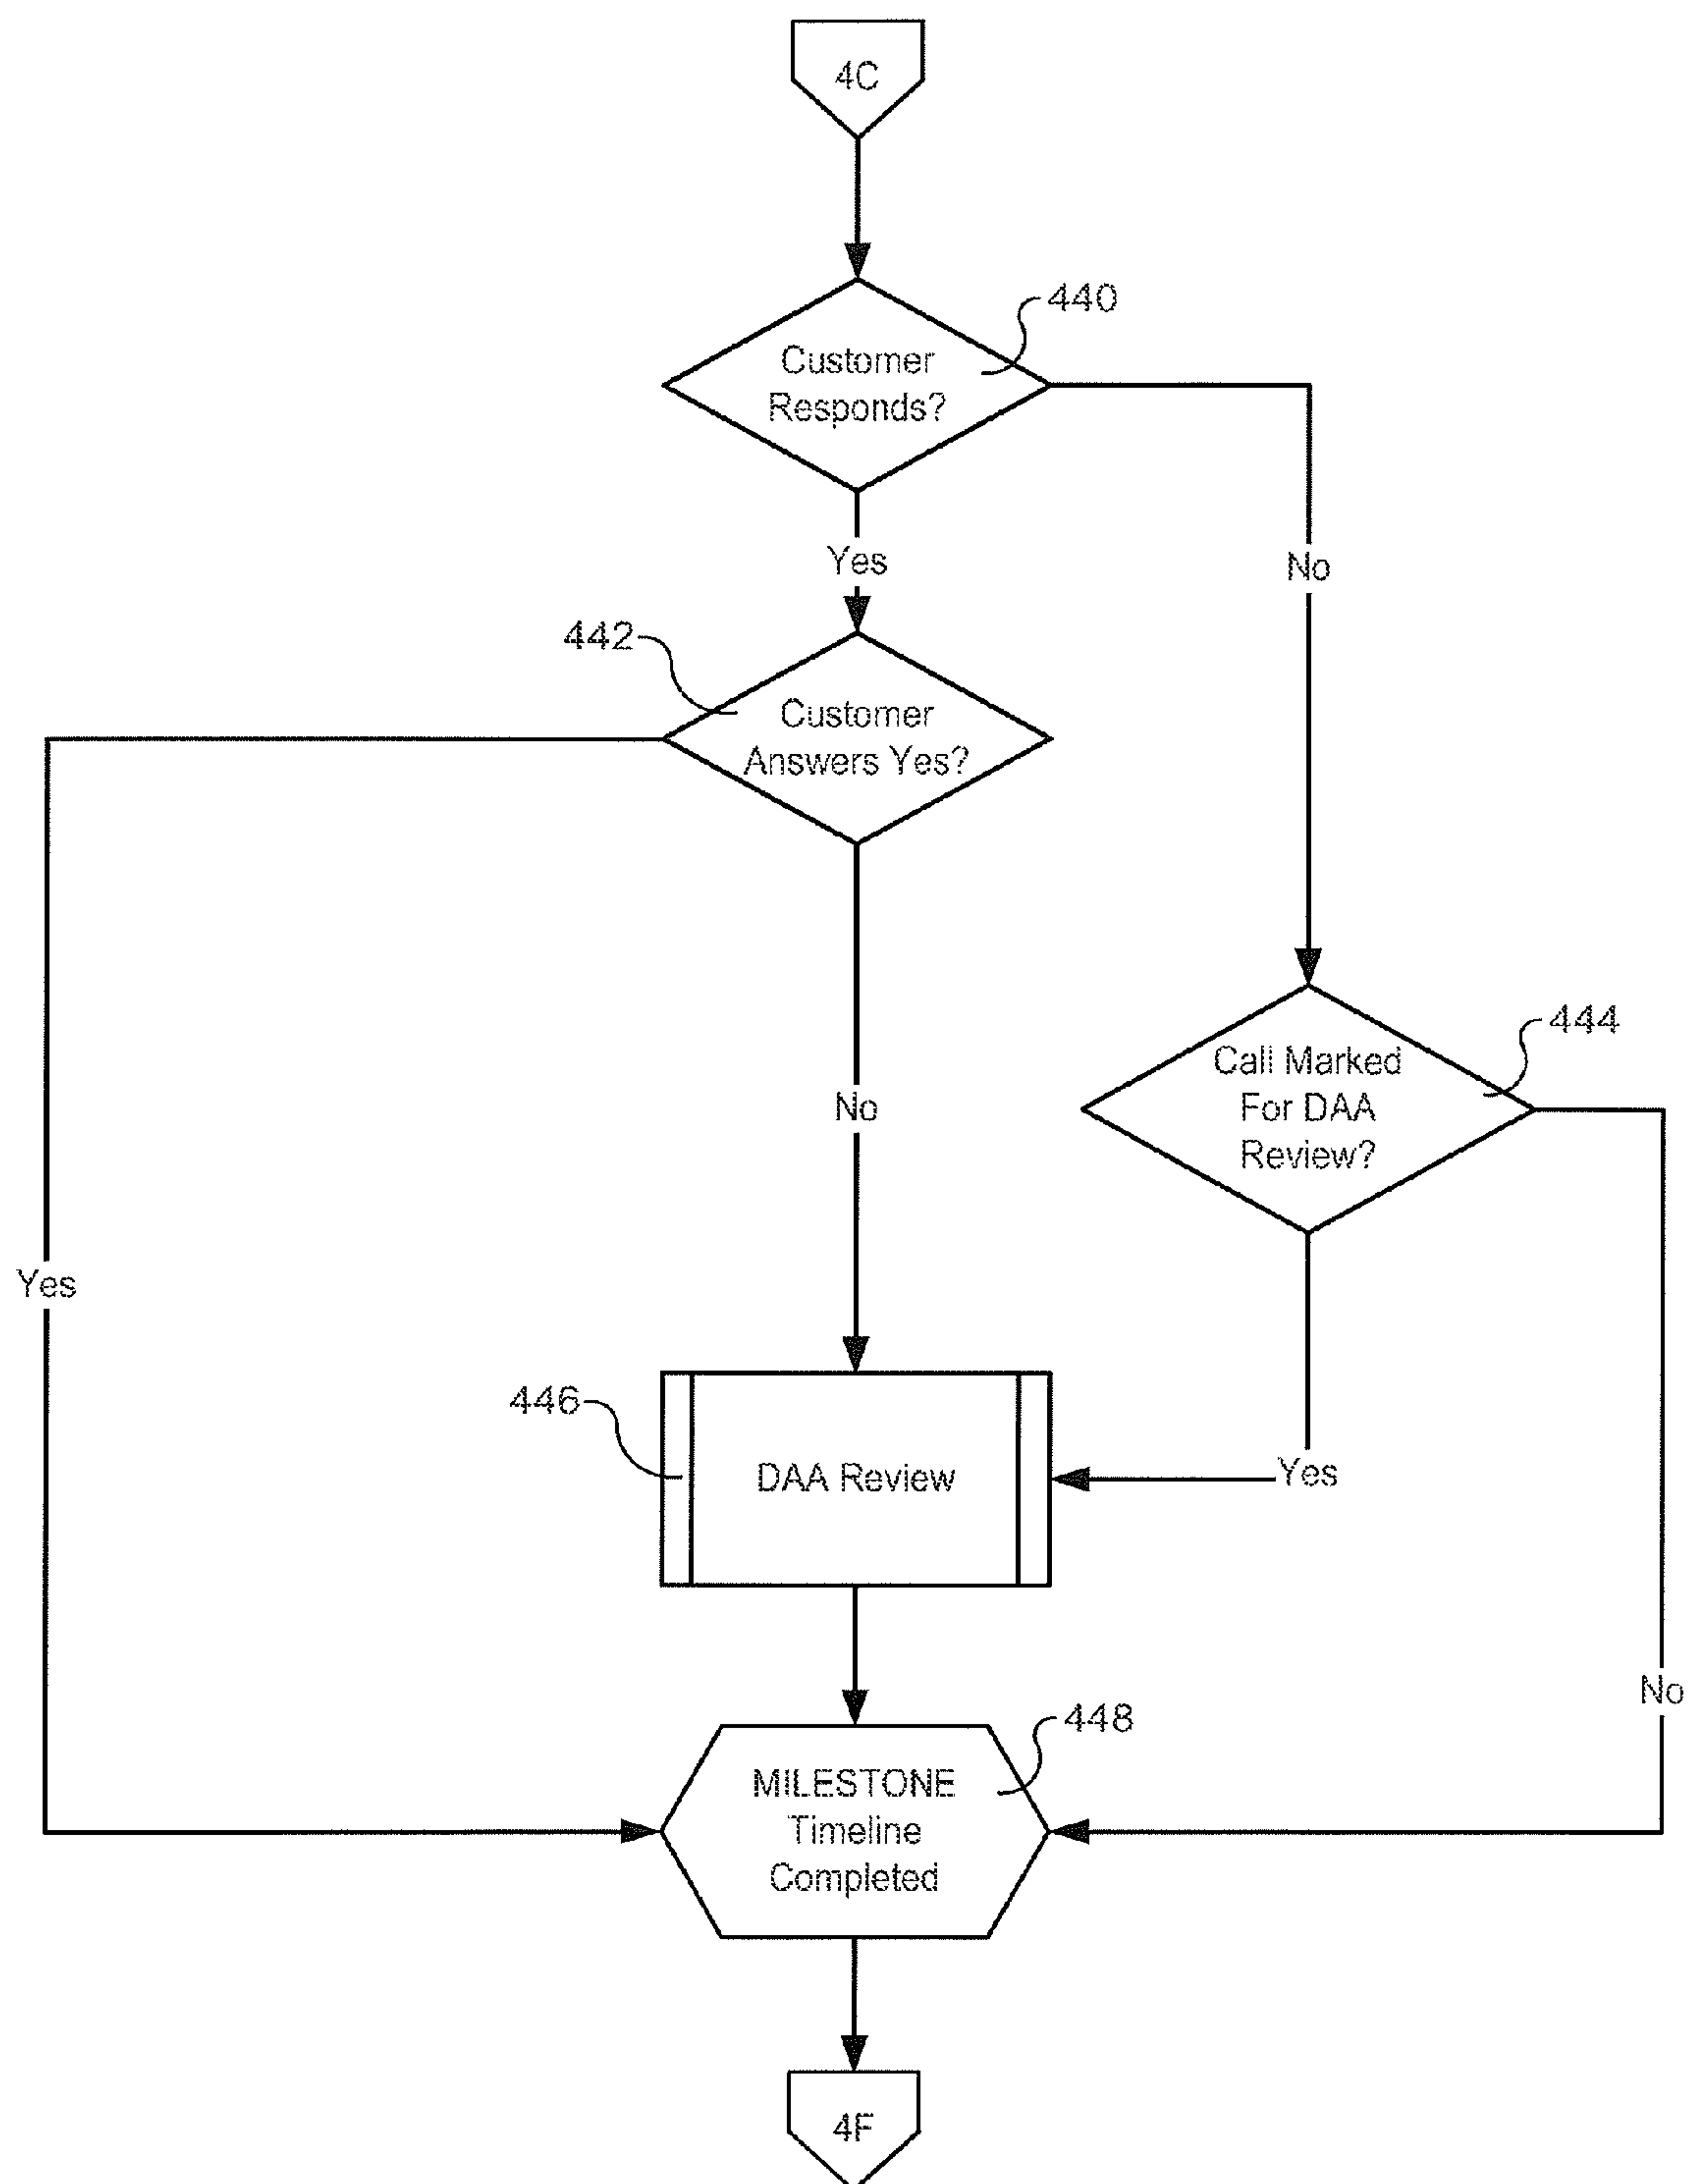 4C
440
Customer
Responds?
Yes
No
442
Customer
Answers Yes?
444
Call Marked
For DAA
Review?
No
Yes
446
DAA Review
Yes
No
448
MILESTONE
Timeline
Completed
4F